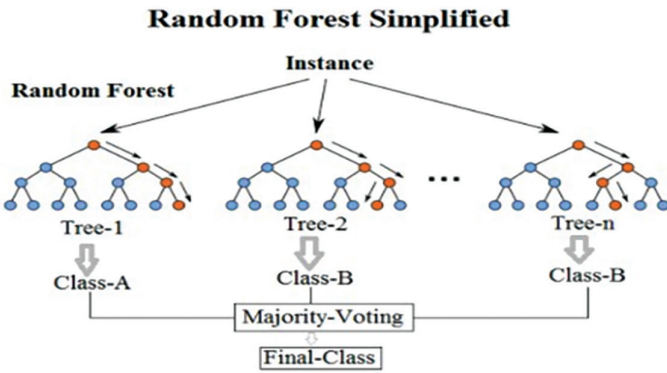 Random Forest Simplified
Instance
Random Forest
...
Tree-1
Tree-2
Tree-n
Class-A
Class-B
Class-B
Majority-Voting
Final-Class